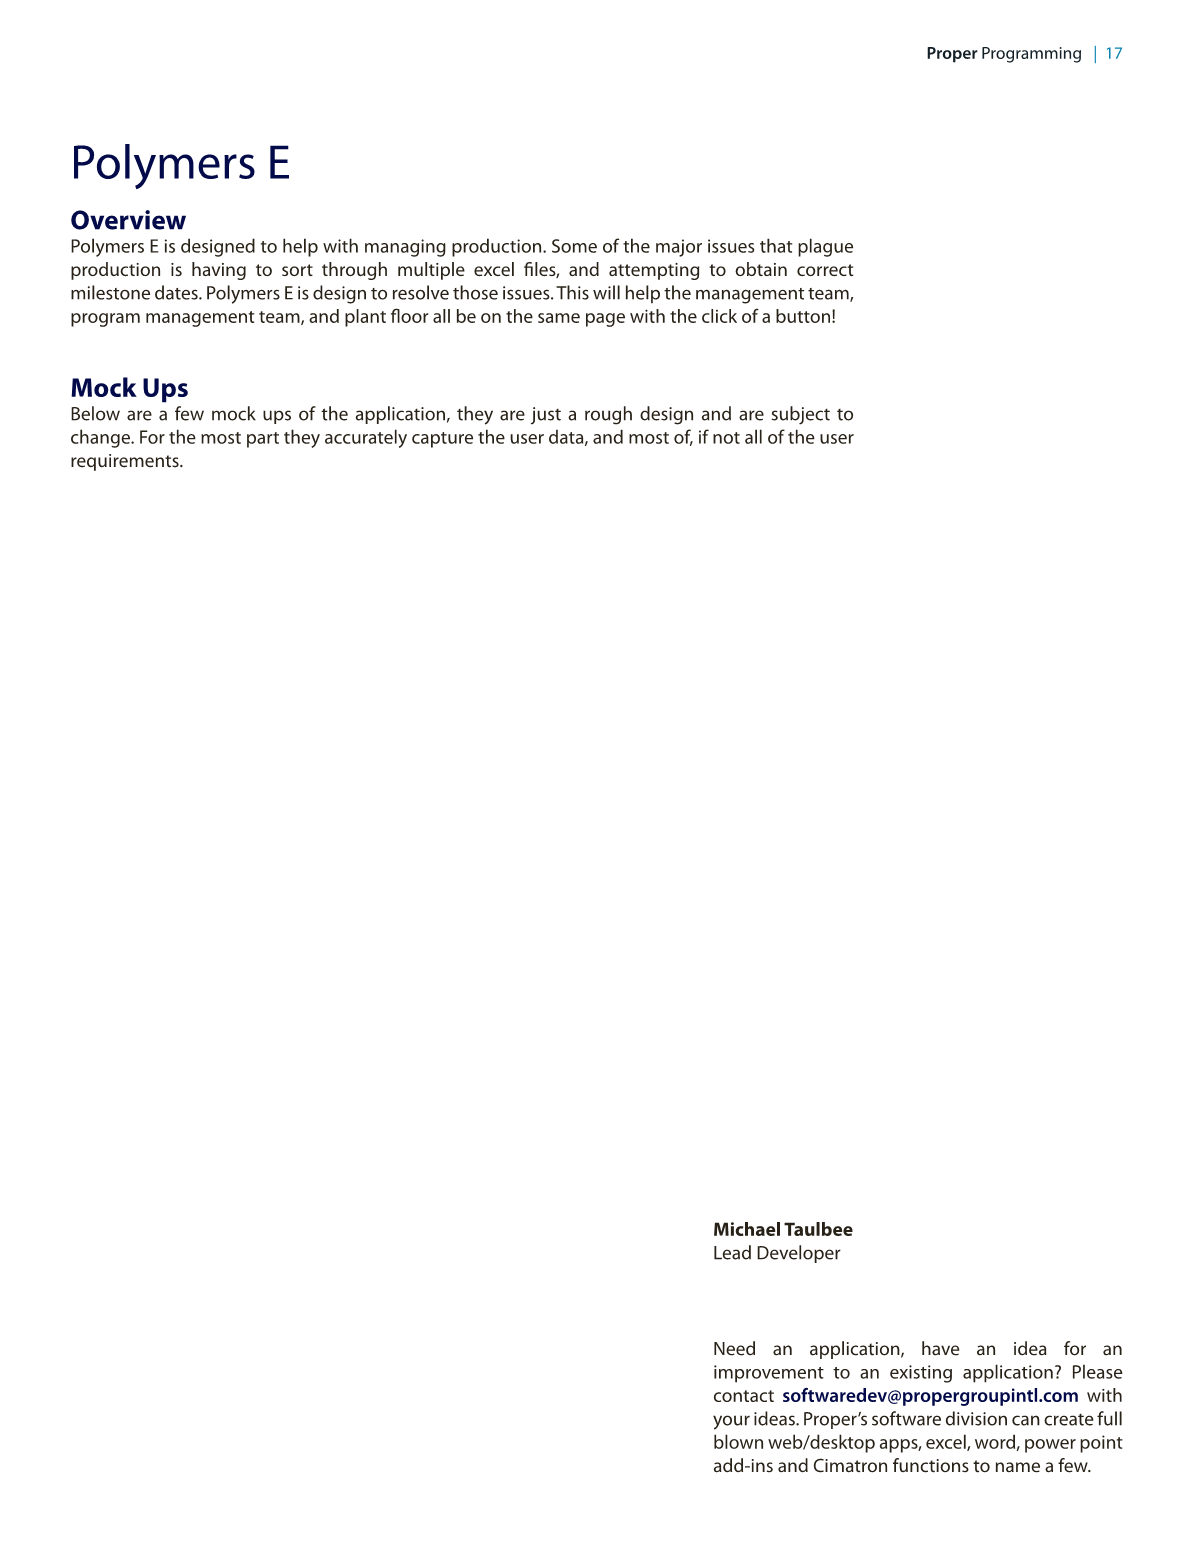 Proper Programming | 17
Polymers E
Overview
Polymers E is designed to help with managing production. Some of the major issues that plague
production is having to sort through multiple excel files, and attempting to obtain correct
milestone dates. Polymers E is design to resolve those issues. This will help the management team,
program management team, and plant floor all be on the same page with the click of a button!
Mock Ups
Below are a few mock ups of the application, they are just a rough design and are subject to
change. For the most part they accurately capture the user data, and most of, if not all of the user
requirements.
Michael Taulbee
Lead Developer
Need an application, have an idea for an
improvement to an existing application? Please
contact softwaredev@propergroupintl.com with
your ideas. Proper’s software division can create full
blown web/desktop apps, excel, word, power point
add-ins and Cimatron functions to name a few.